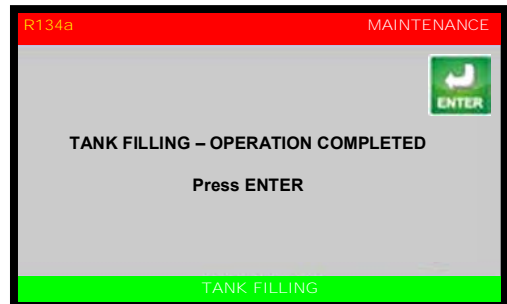 R134a MAINTENANCE
ENTER
TANK FILLING – OPERATION COMPLETED
Press ENTER
TANK FILLING